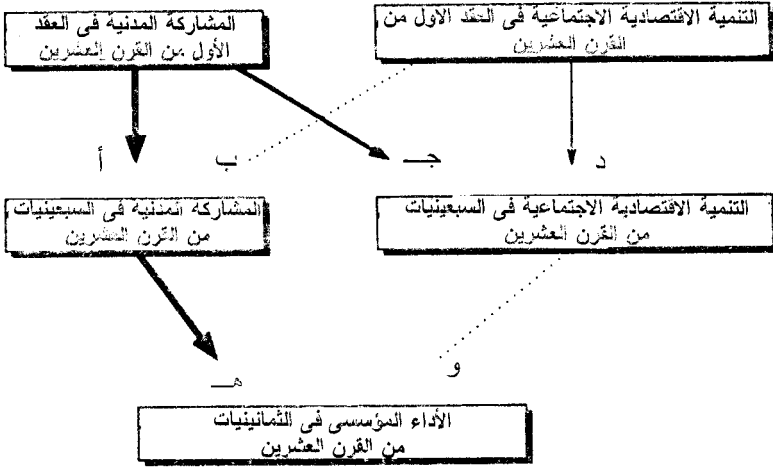 التنمية الاقتصادية الاجتماعية فى العقد الأول من
القرن العشرين
المشاركة المدنية فى العقد
الأول من القرن العشرين
أ
ب
جـ
د
التنمية الاقتصادية الاجتماعية فى السبعينيات
من القرن العشرين
المشاركة المدنية فى السبعينيات
من القرن العشرين
هـ
و
الأداء المؤسسى فى الثمانينيات
من القرن العشرين